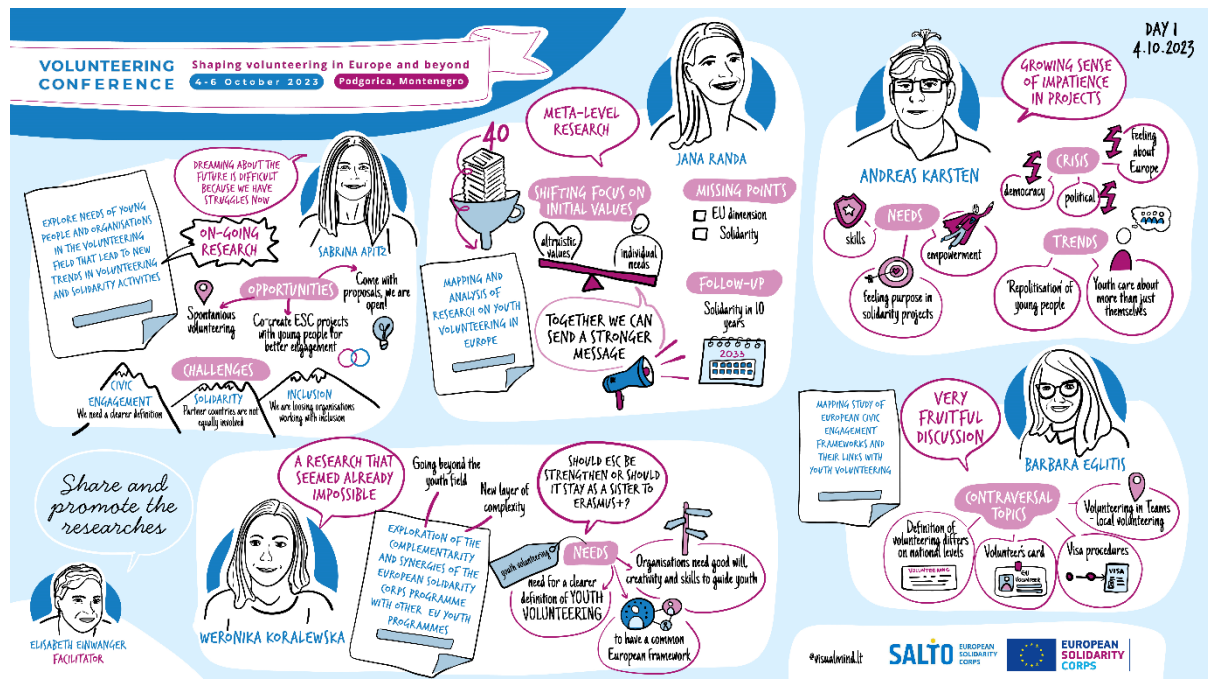 VOLUNTEERING
CONFERENCE
Shaping volunteering in Europe and beyond
4-6 October 2023
Podgorica, Montenegro
DAY 1
4.10.2023
DREAMING ABOUT THE
FUTURE IS DIFFICULT
BECAUSE WE HAVE
STRUGGLES NOW
EXPLORE NEEDS OF YOUNG
PEOPLE AND ORGANISATIONS
IN THE VOLUNTEERING
FIELD THAT LEAD TO NEW
TRENDS IN VOLUNTEERING
AND SOLIDARITY ACTIVITIES
ON-GOING
RESEARCH
SABRINA APITZ
OPPORTUNITIES
Spontanious
volunteering
Co-create ESC projects
with young people for
better engagement
Come with
proposals, we are
open!
CHALLENGES
CIVIC
ENGAGEMENT
We need a clearer definition
SOLIDARITY
Partner countries are not
equally involved
INCLUSION
We are loosing organisations
working with inclusion
40
META-LEVEL
RESEARCH
JANA RANDA
SHIFTING FOCUS ON
INITIAL VALUES
altruistic
values
individual
needs
MISSING POINTS
EU dimension
Solidarity
MAPPING AND
ANALYSIS OF
RESEARCH ON YOUTH
VOLUNTEERING IN
EUROPE
TOGETHER WE CAN
SEND A STRONGER
MESSAGE
FOLLOW-UP
Solidarity in 10
years
2033
ANDREAS KARSTEN
GROWING SENSE
OF IMPATIENCE
IN PROJECTS
NEEDS
skills
empowerment
Feeling purpose in
solidarity projects
CRISIS
democracy
political
Feeling
about
Europe
TRENDS
'Repolitisation' of
young people
Youth care about
more than just
themselves
MAPPING STUDY OF
EUROPEAN CIVIC
ENGAGEMENT
FRAMEWORKS AND
THEIR LINKS WITH
YOUTH VOLUNTEERING
VERY
FRUITFUL
DISCUSSION
BARBARA EGLITIS
CONTRAVERSAL
TOPICS
Definition of
volunteering differs
on national levels
VOLUNTEERING
Volunteer's card
EU
VOLUNTEER
Visa procedures
VISA
Volunteering in Teams
- local volunteering
Share and
promote the
researches
ELISABETH EINWANGER
FACILITATOR
A RESEARCH THAT
SEEMED ALREADY
IMPOSSIBLE
WERONIKA KORALEWSKA
Going beyond the
youth field
New layer of
complexity
EXPLORATION OF THE
COMPLEMENTARITY
AND SYNERGIES OF THE
EUROPEAN SOLIDARITY
CORPS PROGRAMME
WITH OTHER EU YOUTH
PROGRAMMES
SHOULD ESC BE
STRENGTHEN OR SHOULD
IT STAY AS A SISTER TO
ERASMUS+?
youth volunteering
NEEDS
need for a clearer
definition of YOUTH
VOLUNTEERING
Organisations need good will,
creativity and skills to guide youth
to have a common
European framework
#visualmind.lt
SALTO
EUROPEAN
SOLIDARITY
CORPS
EUROPEAN
SOLIDARITY
CORPS